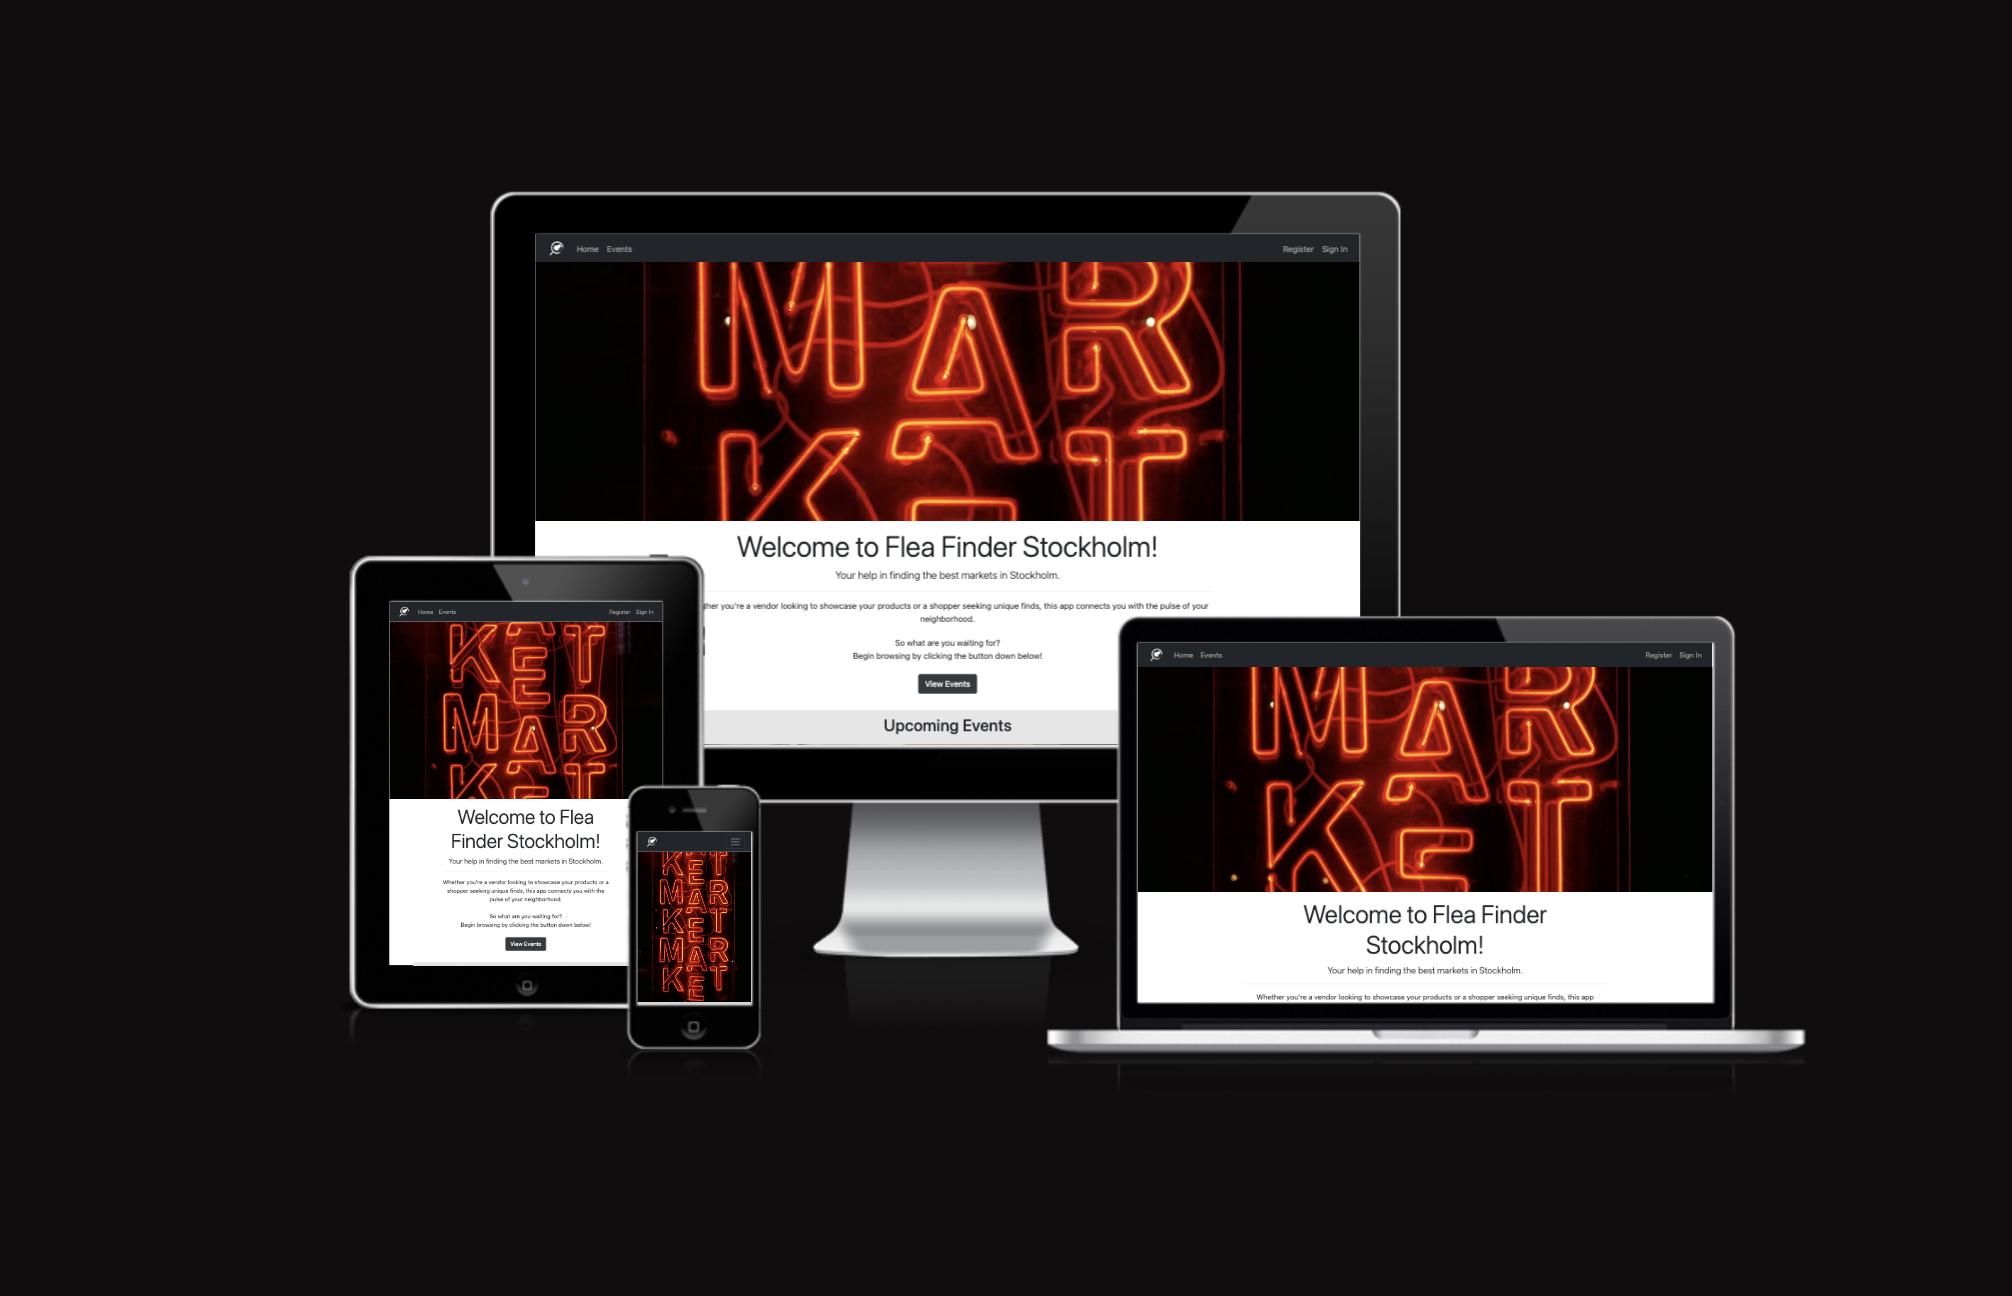 Home Events Register Sign In
MAR
KET
Welcome to Flea Finder Stockholm!
Your help in finding the best markets in Stockholm.
you're a vendor looking to showcase your products or a shopper seeking unique finds, this app connects you with the pulse of your
neighborhood.
So what are you waiting for?
Begin browsing by clicking the button down below!
View Events
Upcoming Events
Home Events Register Sign In
KET
MAR
KET
Welcome to Flea
Finder Stockholm!
Your help in finding the best markets in Stockholm.
Whether you're a vendor looking to showcase your products or a
shopper seeking unique finds, this app connects you with the
pulse of your neighborhood.
So what are you waiting for?
Begin browsing by clicking the button down below!
View Events
KET
MAR
KET
MAR
KET
Home Events Register Sign In
MAR
KET
Welcome to Flea Finder
Stockholm!
Your help in finding the best markets in Stockholm.
Whether you're a vendor looking to showcase your products or a shopper seeking unique finds, this app